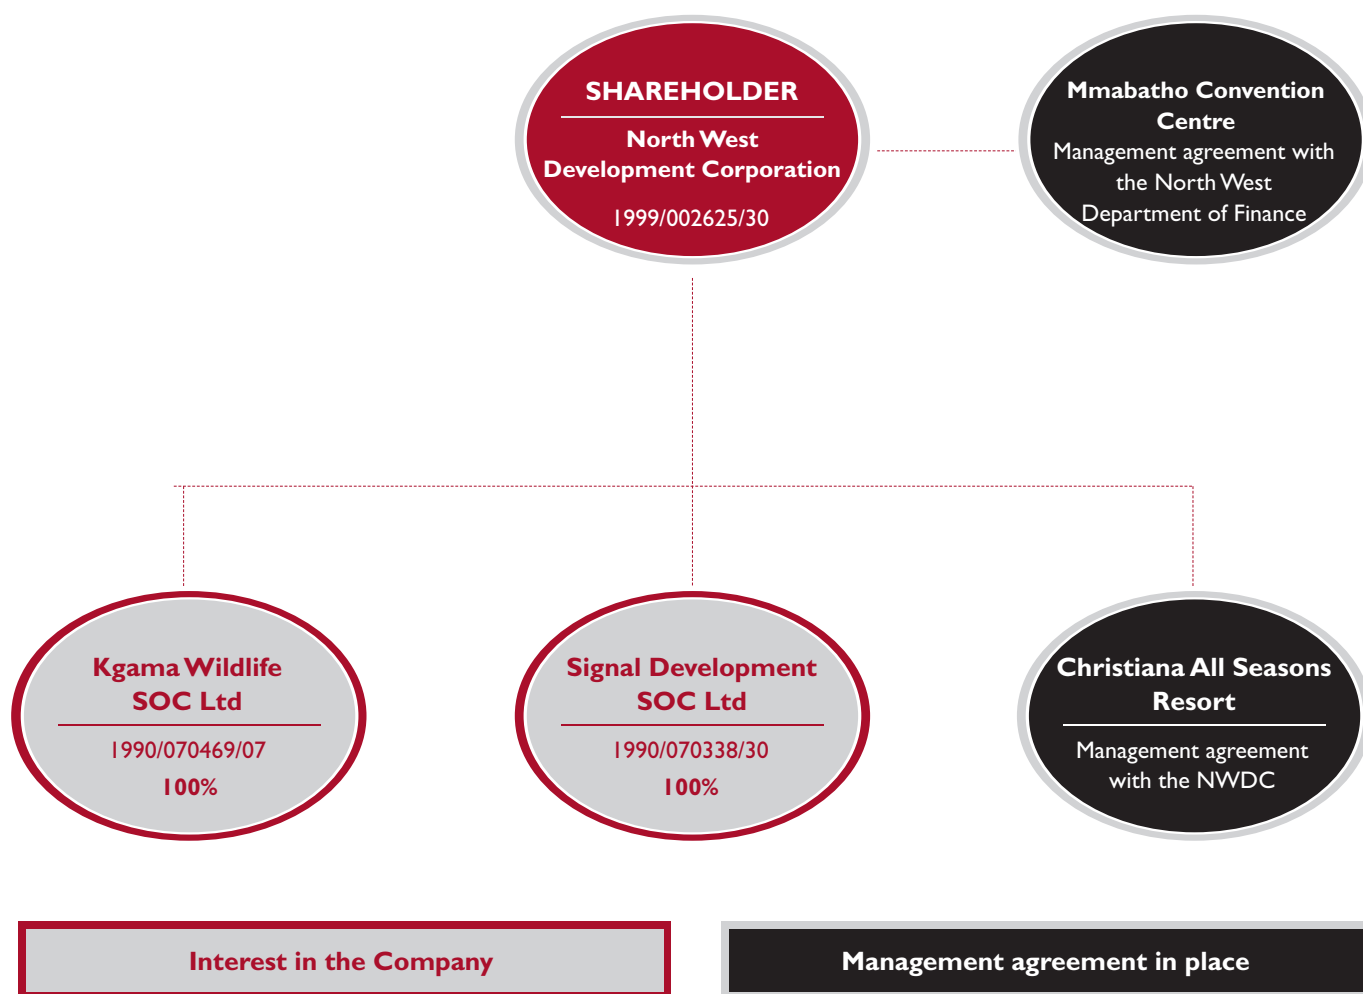 SHAREHOLDER
North West
Development Corporation
1999/002625/30
Mmabatho Convention
Centre
Management agreement with
the North West
Department of Finance
Kgama Wildlife
SOC Ltd
1990/070469/07
100%
Signal Development
SOC Ltd
1990/070338/30
100%
Christiana All Seasons
Resort
Management agreement
with the NWDC
Interest in the Company
Management agreement in place